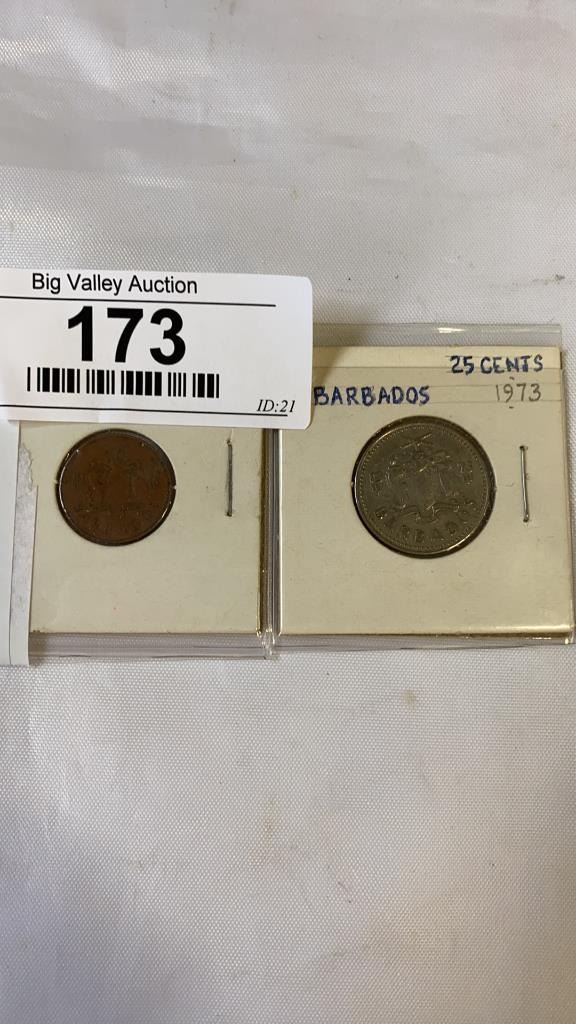 Big Valley Auction
173
ID:21
25 CENTS
BARBADOS 1973
BARBADOS